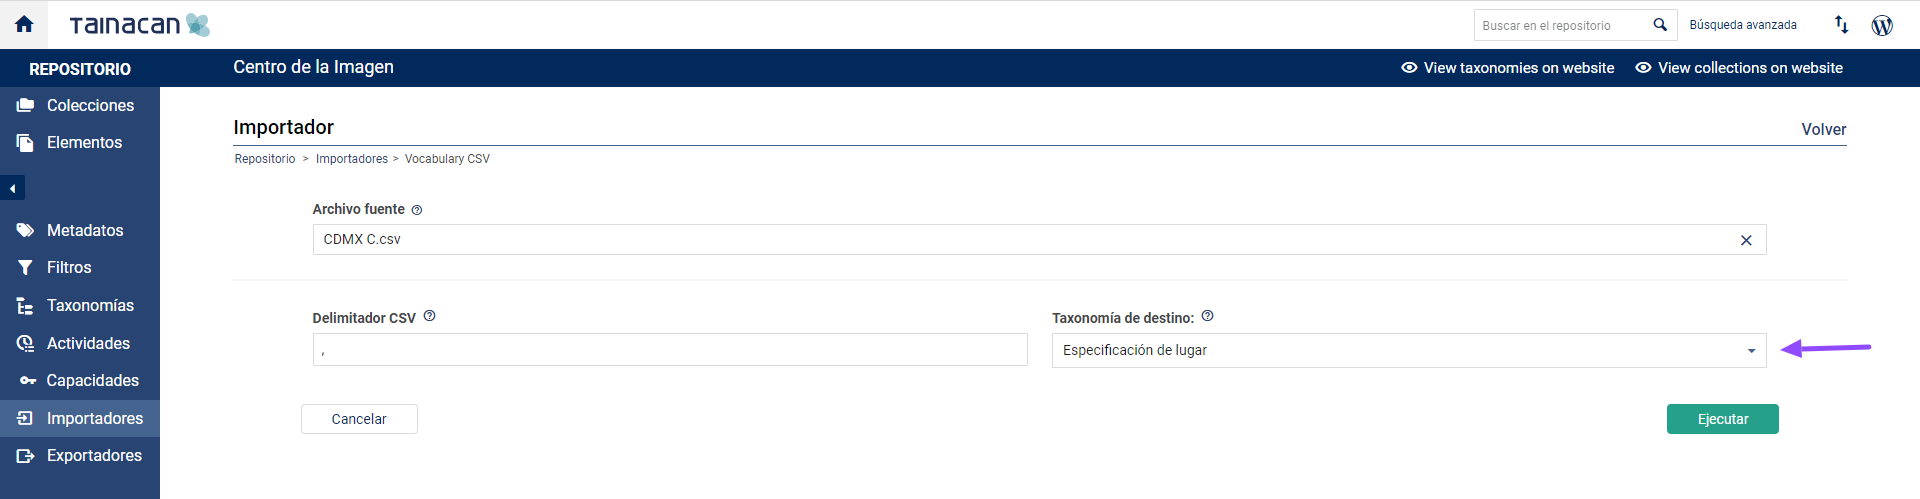 TAINACAN
Buscar en el repositorio
Búsqueda avanzada
REPOSITORIO
Centro de la Imagen
View taxonomies on website
View collections on website
Colecciones
Elementos
Metadatos
Filtros
Taxonomías
Actividades
Capacidades
Importadores
Exportadores
Importador
Volver
Repositorio > Importadores > Vocabulary CSV
Archivo fuente
CDMX C.csv
Delimitador CSV
,
Taxonomía de destino:
Especificación de lugar
Cancelar
Ejecutar